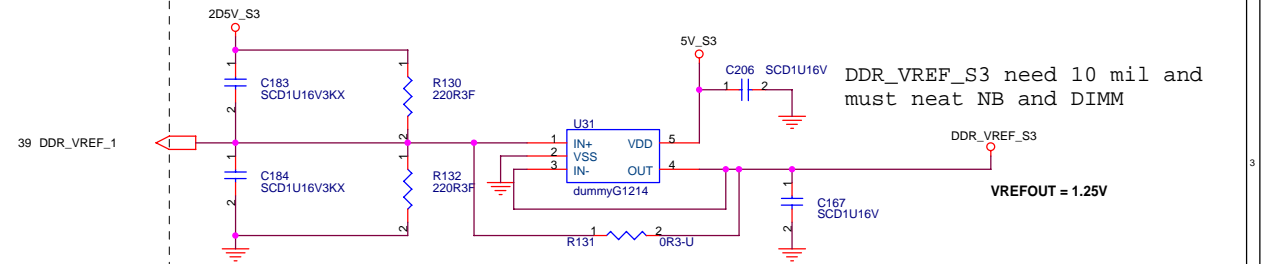 2D5V_S3
5V_S3
1
C183
SCD1U16V3KX
2
1
R130
220R3F
2
C206 SCD1U16V
1 2
DDR_VREF_S3 need 10 mil and
must neat NB and DIMM
39 DDR_VREF_1
U31
1 IN+ VDD 5
2 VSS
3 IN- OUT 4
dummyG1214
DDR_VREF_S3
VREFOUT = 1.25V
1
C184
SCD1U16V3KX
2
1
R132
220R3F
2
1
C167
SCD1U16V
2
R131 1 2 0R3-U
3